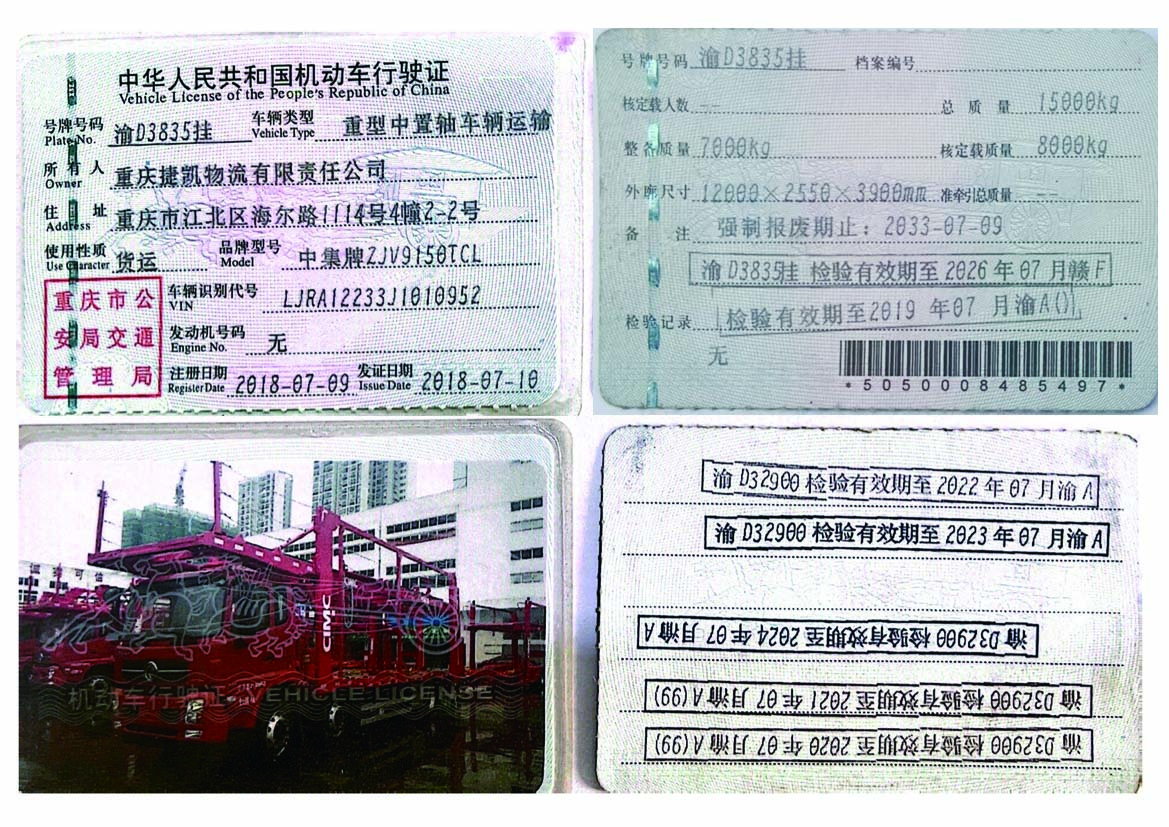 中华人民共和国机动车行驶证
Vehicle License of the People's Republic of China
号牌号码 渝D3835挂 车辆类型 重型中置轴车辆运输
Plate No. Vehicle Type
所有人 重庆捷凯物流有限责任公司
Owner
住址 重庆市江北区海尔路1114号4幢2-2号
Address
使用性质 货运 品牌型号 中集牌ZJV9150TCL
Use Character Model
重庆市公安局交通管理局
车辆识别代号 LJRA12233J1010952
VIN
发动机号码 无
Engine No.
注册日期 2018-07-09 发证日期 2018-07-10
Register Date Issue Date
号牌号码 渝D3835挂 档案编号
核定载人数 -- 总质量 15000kg
整备质量 7000kg 核定载质量 8000kg
外廓尺寸 12000×2550×3900mm 准牵引总质量 --
备注 强制报废期止：2033-07-09
渝D3835挂 检验有效期至2026年07月赣F
检验记录 检验有效期至2019年07月渝A()
无
*5050008485497*
CIMC
机动车行驶证 VEHICLE LICENSE
渝D32900检验有效期至2022年07月渝A
渝D32900检验有效期至2023年07月渝A
渝D32900检验有效期至2024年07月渝A
渝D32900检验有效期至2021年07月渝A(99)
渝D32900检验有效期至2020年07月渝A(99)